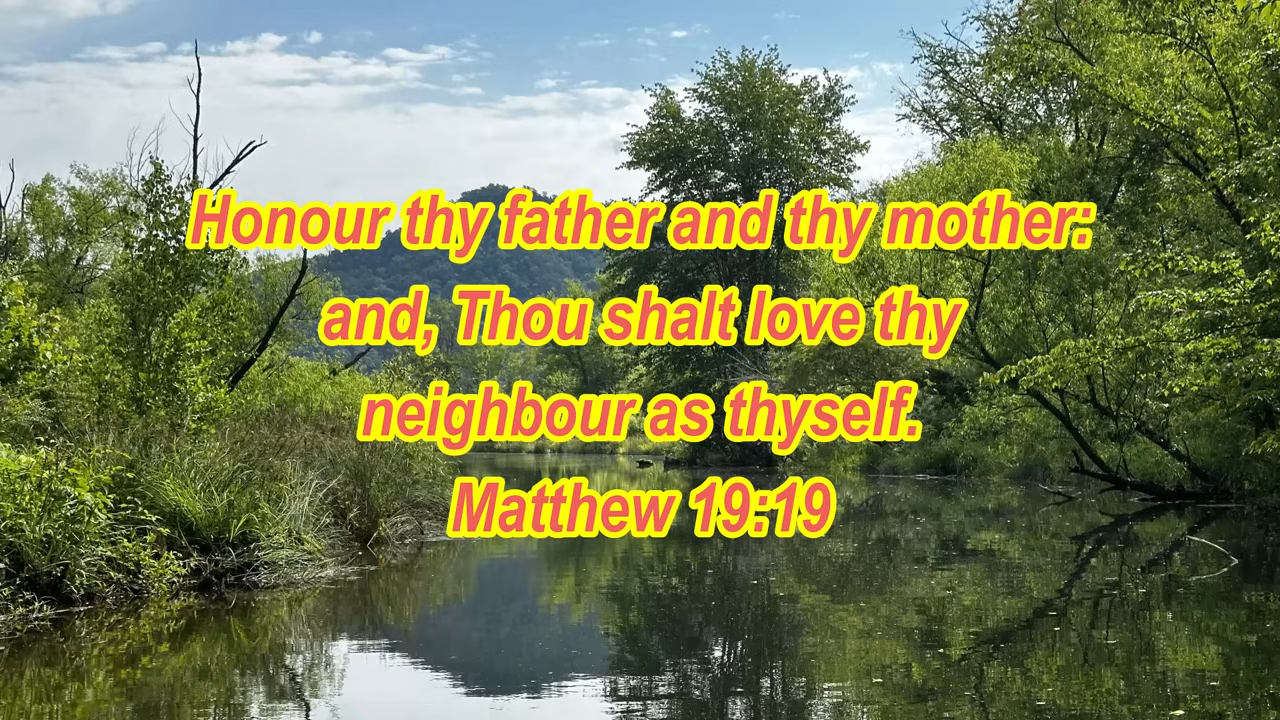 Honour thy father and thy mother:
and, Thou shalt love thy
neighbour as thyself.
Matthew 19:19